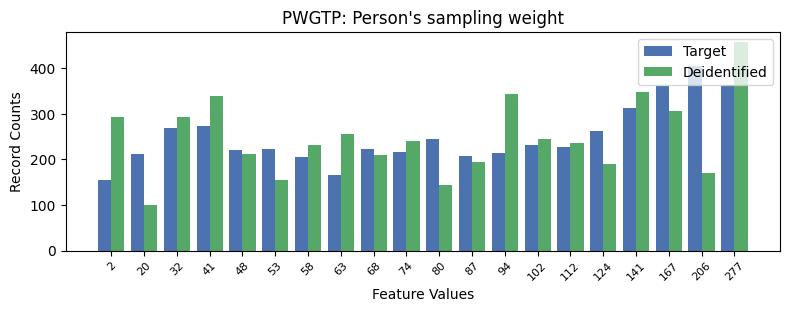 PWGTP: Person's sampling weight
Target
Deidentified
Record Counts
400
300
200
100
0
2 20 32 41 48 53 58 63 68 74 80 87 94 102 112 124 141 167 206 277
Feature Values